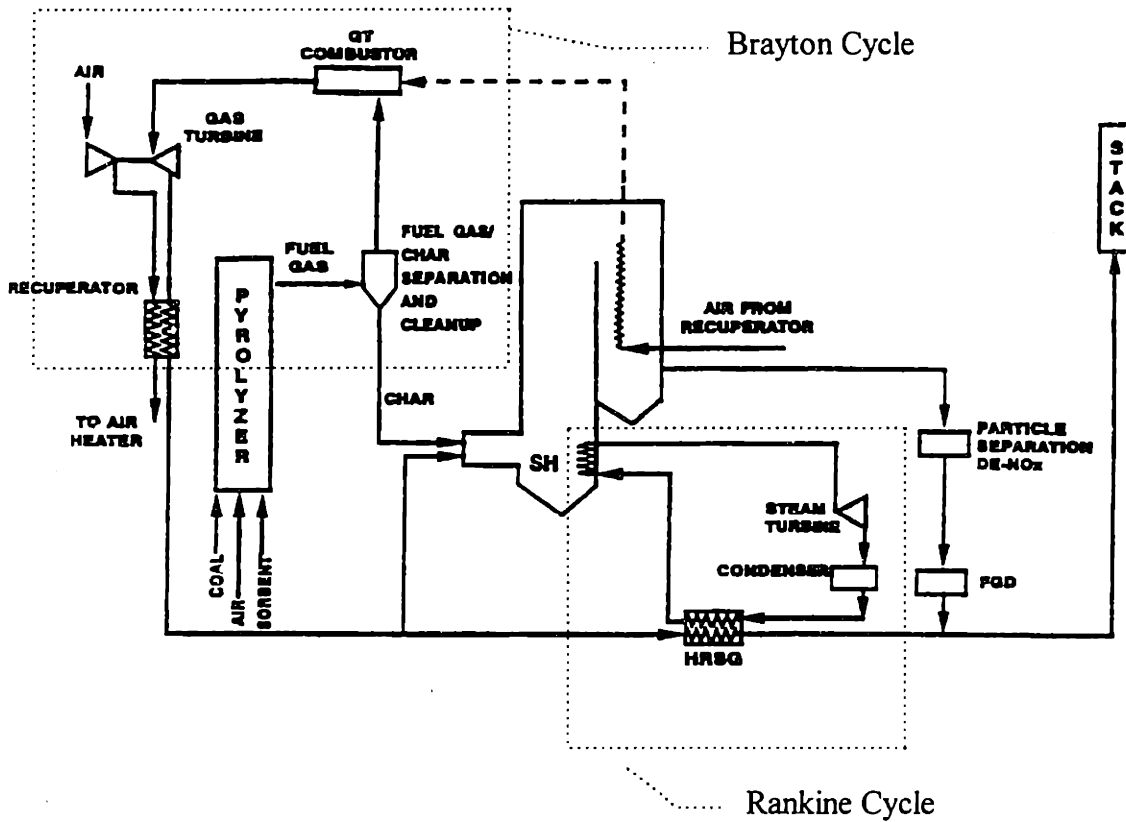 Brayton Cycle
GT
COMBUSTOR
AIR
GAS
TURBINE
S
T
A
C
K
FUEL
GAS
FUEL GAS/
CHAR
SEPARATION
AND
CLEANUP
RECUPERATOR
P
Y
R
O
L
Y
Z
E
R
AIR FROM
RECUPERATOR
CHAR
TO AIR
HEATER
PARTICLE
SEPARATION
DE-NOx
SH
STEAM
TURBINE
CONDENSER
FGD
COAL
AIR
SORBENT
HRSG
Rankine Cycle